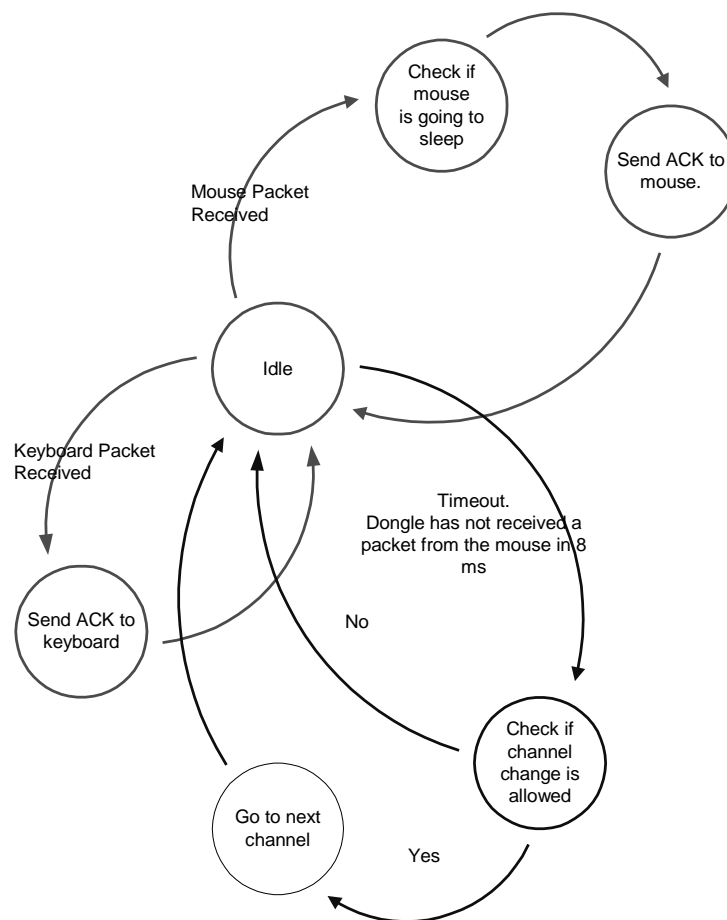 Check if
mouse
is going to
sleep
Send ACK to
mouse.
Mouse Packet
Received
Idle
Keyboard Packet
Received
Timeout.
Dongle has not received a
packet from the mouse in 8
ms
Send ACK to
keyboard
No
Check if
channel
change is
allowed
Go to next
channel
Yes